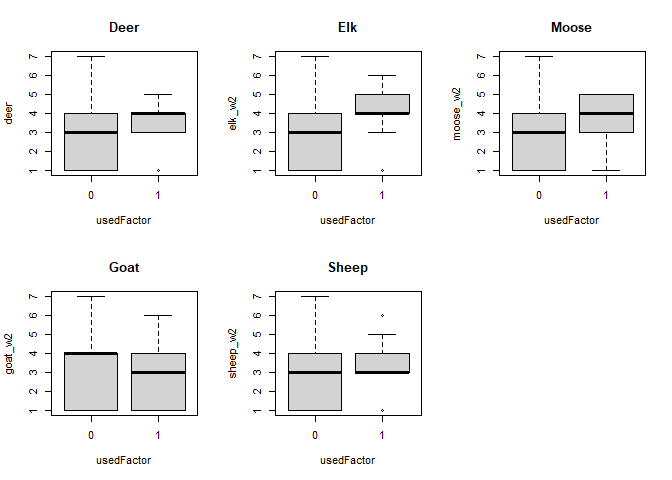 Deer
deer
7
6
5
4
3
2
1
0 1
usedFactor
Elk
elk_w2
7
6
5
4
3
2
1
0 1
usedFactor
Moose
moose_w2
7
6
5
4
3
2
1
0 1
usedFactor
Goat
goat_w2
7
6
5
4
3
2
1
0 1
usedFactor
Sheep
sheep_w2
7
6
5
4
3
2
1
0 1
usedFactor